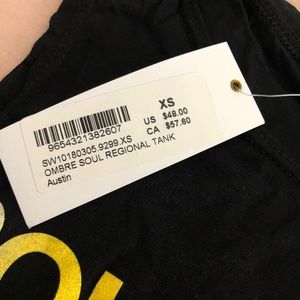 XS
US $48.00
CA $57.60
9654321382607
SW10180305.9299.XS
OMBRE SOUL REGIONAL TANK
Austin